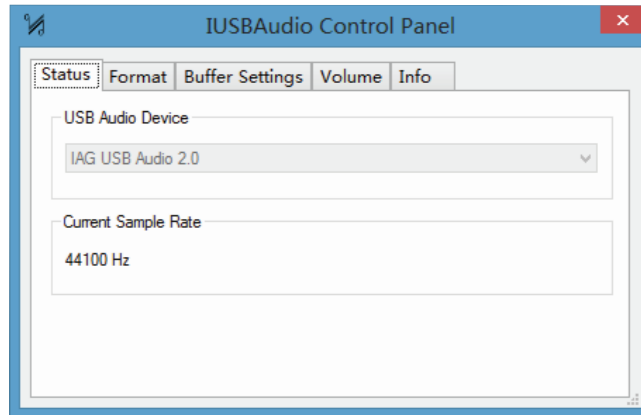 IUSBAudio Control Panel
Status Format Buffer Settings Volume Info
USB Audio Device
IAG USB Audio 2.0
Current Sample Rate
44100 Hz